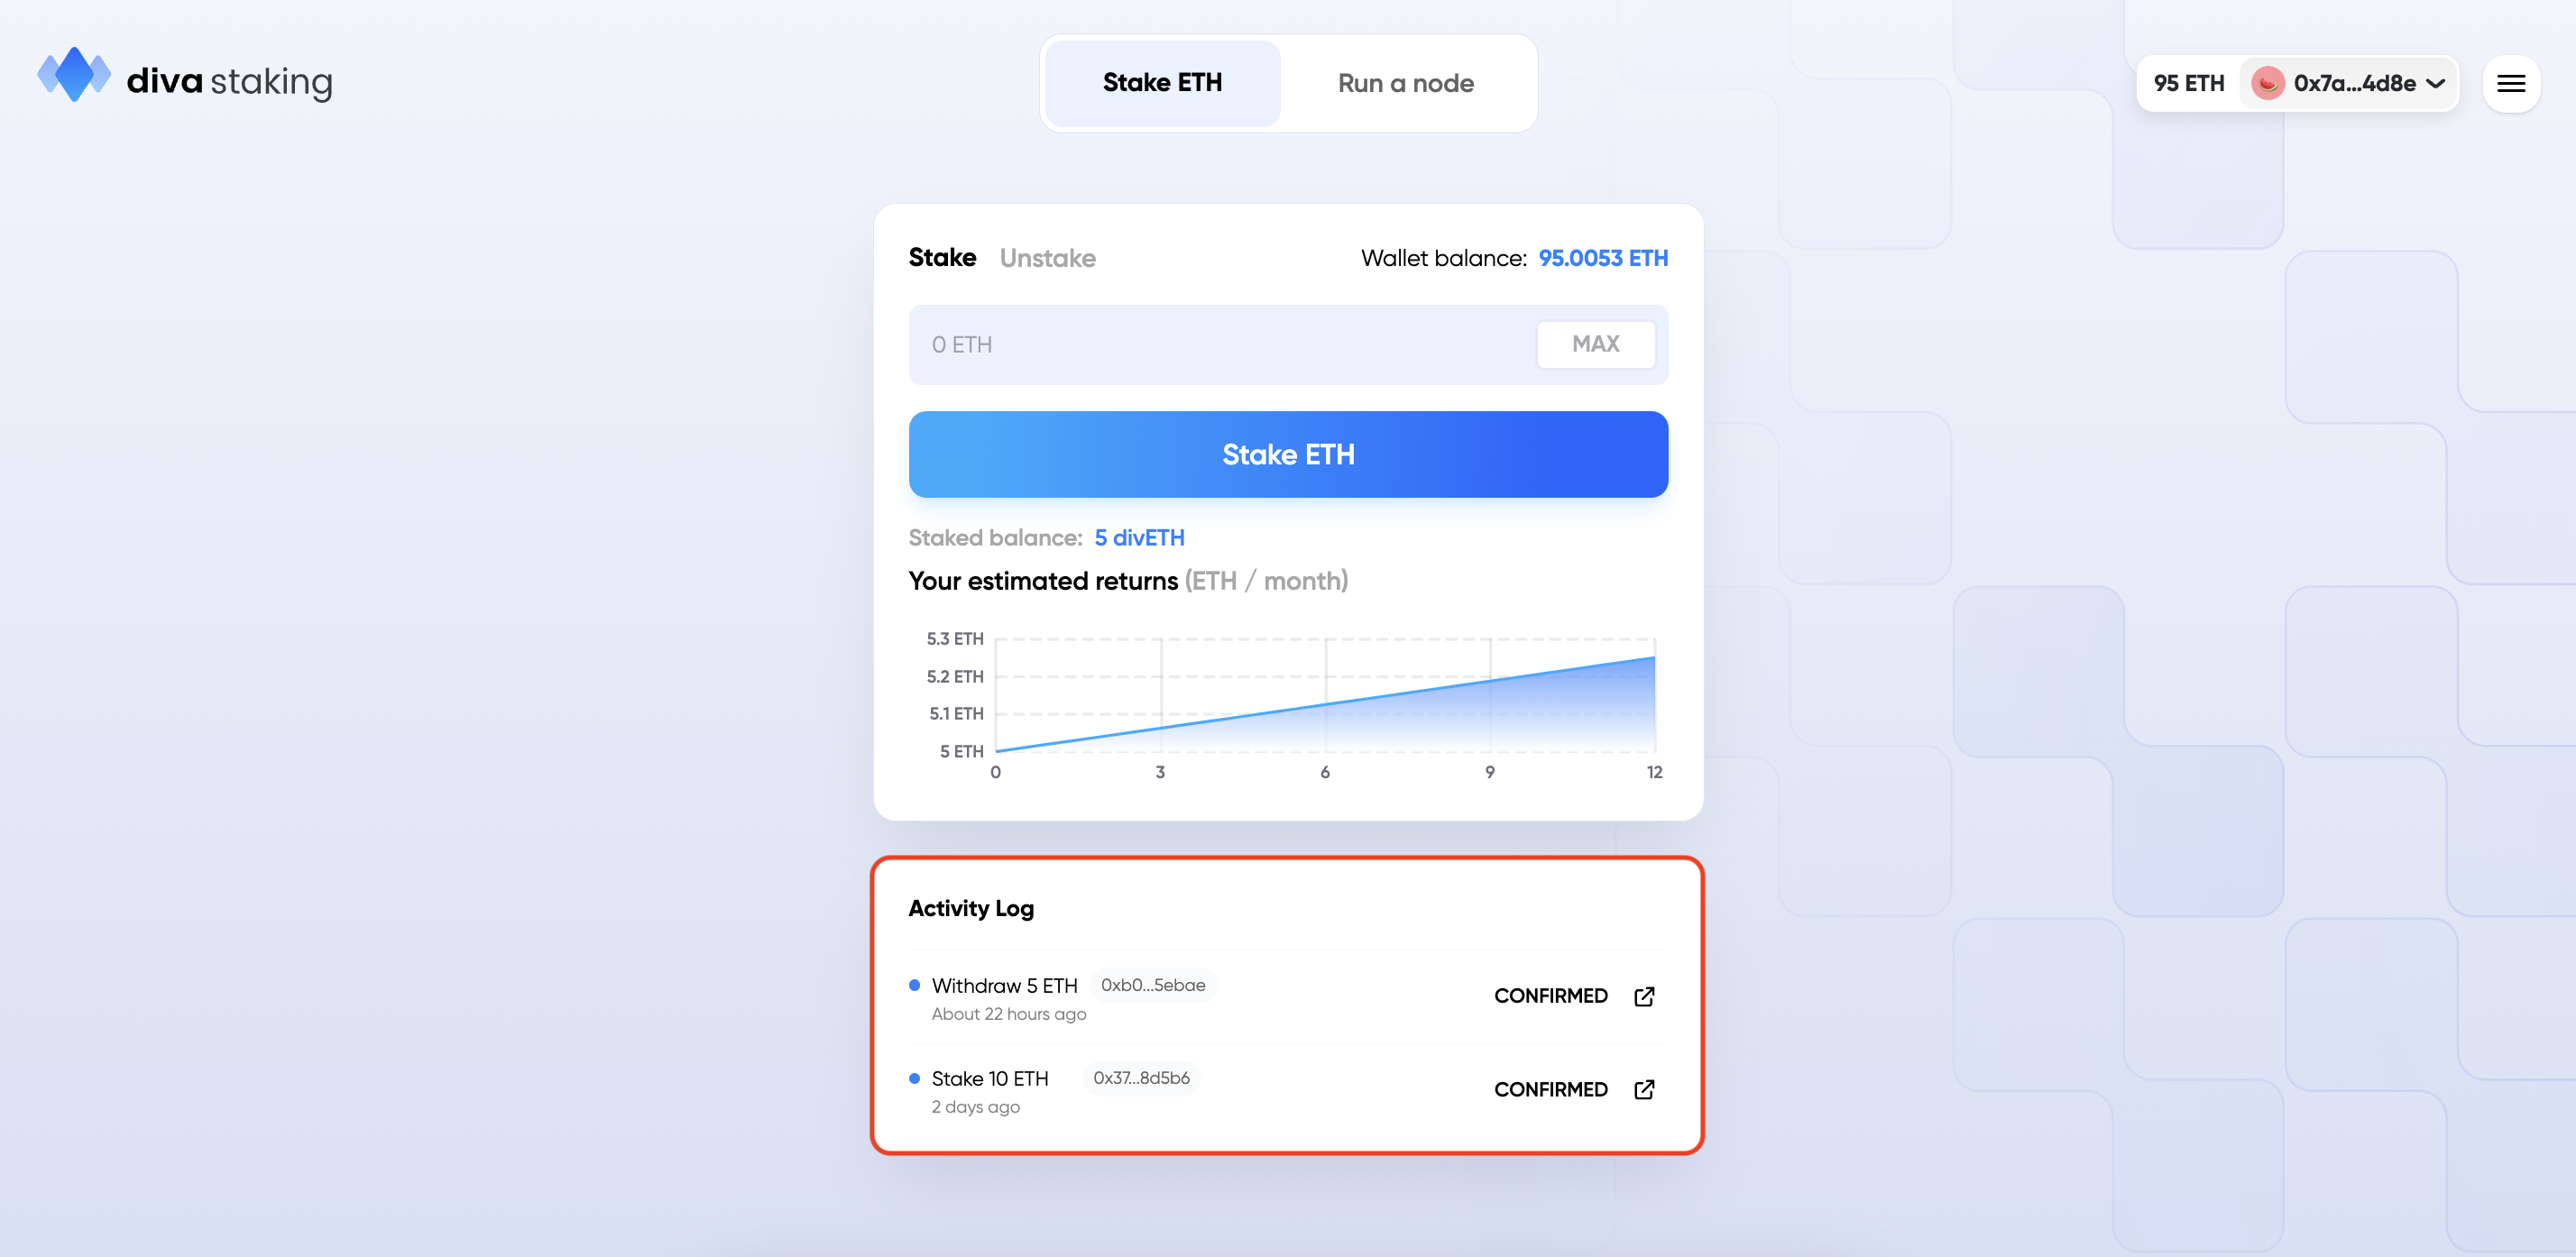 diva staking
Stake ETH
Run a node
95 ETH
0x7a...4d8e
Stake
Unstake
Wallet balance: 95.0053 ETH
0 ETH
MAX
Stake ETH
Staked balance: 5 divETH
Your estimated returns (ETH / month)
5.3 ETH
5.2 ETH
5.1 ETH
5 ETH
0 3 6 9 12
Activity Log
Withdraw 5 ETH 0xb0...5ebae
About 22 hours ago
CONFIRMED
Stake 10 ETH 0x37...8d5b6
2 days ago
CONFIRMED